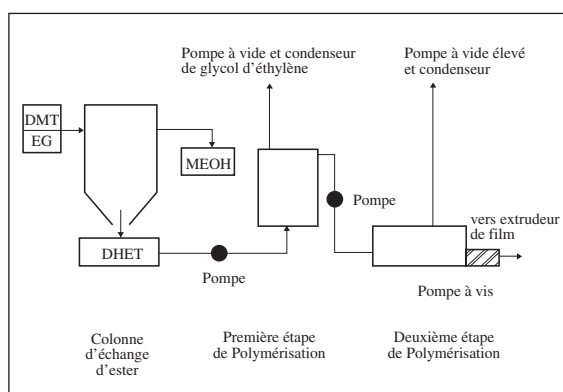 Pompe à vide et condenseur
de glycol d'éthylène
Pompe à vide élevé
et condenseur
DMT
EG
MEOH
Pompe
vers extrudeur
de film
DHET
Pompe
Pompe à vis
Colonne
d'échange
d'ester
Première étape
de Polymérisation
Deuxième étape
de Polymérisation